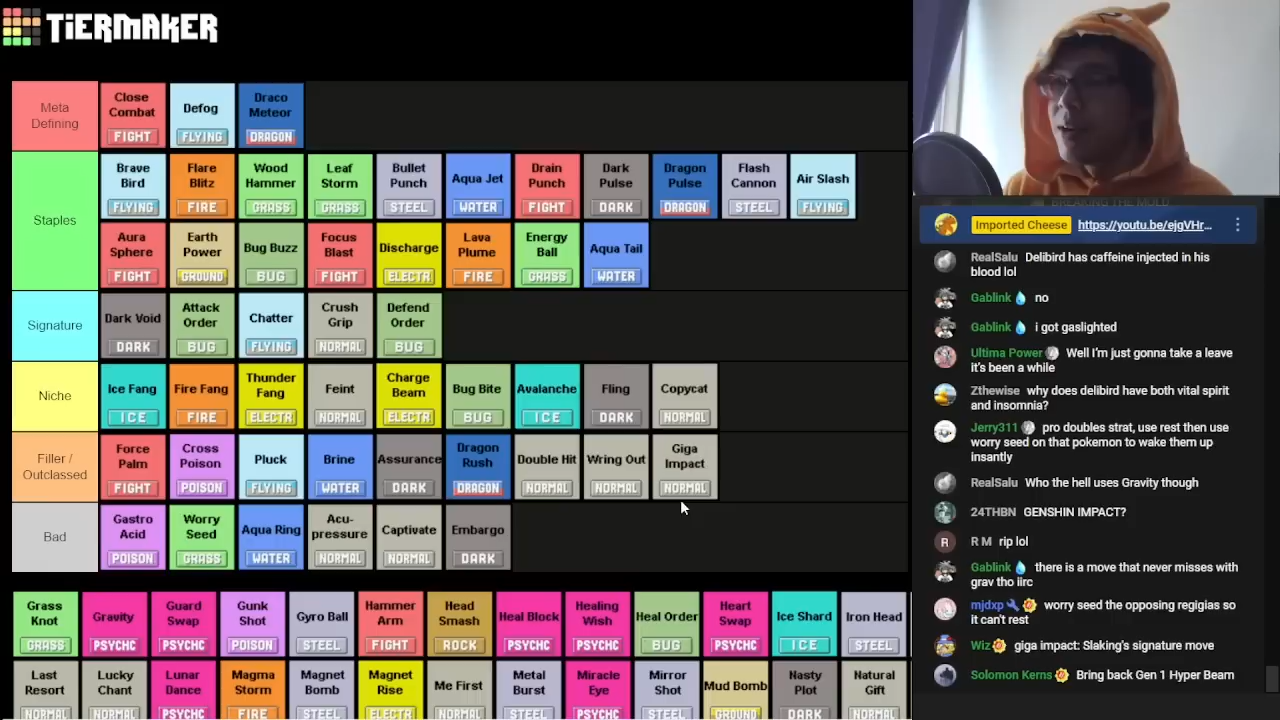 TiERMAKER
Meta
Defining
Close
Combat
FIGHT
Defog
FLYING
Draco
Meteor
DRAGON
Staples
Brave
Bird
FLYING
Flare
Blitz
FIRE
Wood
Hammer
GRASS
Leaf
Storm
GRASS
Bullet
Punch
STEEL
Aqua Jet
WATER
Drain
Punch
FIGHT
Dark
Pulse
DARK
Dragon
Pulse
DRAGON
Flash
Cannon
STEEL
Air Slash
FLYING
Aura
Sphere
FIGHT
Earth
Power
GROUND
Bug Buzz
BUG
Focus
Blast
FIGHT
Discharge
ELECTR
Lava
Plume
FIRE
Energy
Ball
GRASS
Aqua Tail
WATER
Signature
Dark Void
DARK
Attack
Order
BUG
Chatter
FLYING
Crush
Grip
NORMAL
Defend
Order
BUG
Niche
Ice Fang
ICE
Fire Fang
FIRE
Thunder
Fang
ELECTR
Feint
NORMAL
Charge
Beam
ELECTR
Bug Bite
BUG
Avalanche
ICE
Fling
DARK
Copycat
NORMAL
Filler /
Outclassed
Force
Palm
FIGHT
Cross
Poison
POISON
Pluck
FLYING
Brine
WATER
Assurance
DARK
Dragon
Rush
DRAGON
Double Hit
NORMAL
Wring Out
NORMAL
Giga
Impact
NORMAL
Bad
Gastro
Acid
POISON
Worry
Seed
GRASS
Aqua Ring
WATER
Acu-
pressure
NORMAL
Captivate
NORMAL
Embargo
DARK
Grass
Knot
GRASS
Gravity
PSYCHC
Guard
Swap
PSYCHC
Gunk
Shot
POISON
Gyro Ball
STEEL
Hammer
Arm
FIGHT
Head
Smash
ROCK
Heal Block
PSYCHC
Healing
Wish
PSYCHC
Heal Order
BUG
Heart
Swap
PSYCHC
Ice Shard
ICE
Iron Head
STEEL
Last
Resort
NORMAL
Lucky
Chant
NORMAL
Lunar
Dance
PSYCHC
Magma
Storm
FIRE
Magnet
Bomb
STEEL
Magnet
Rise
ELECTR
Me First
NORMAL
Metal
Burst
STEEL
Miracle
Eye
PSYCHC
Mirror
Shot
STEEL
Mud Bomb
GROUND
Nasty
Plot
DARK
Natural
Gift
NORMAL
BREAKING THE MOLD
Imported Cheese https://youtu.be/ejgVHr...
RealSalu Delibird has caffeine injected in his
blood lol
Gablink no
Gablink i got gaslighted
Ultima Power Well I'm just gonna take a leave
it's been a while
Zthewise why does delibird have both vital spirit
and insomnia?
Jerry311 pro doubles strat, use rest then use
worry seed on that pokemon to wake them up
insantly
RealSalu Who the hell uses Gravity though
24THBN GENSHIN IMPACT?
R
R M rip lol
Gablink there is a move that never misses with
grav tho iirc
mjdxp worry seed the opposing regigias so
it can't rest
Wiz giga impact: Slaking's signature move
Solomon Kerns Bring back Gen 1 Hyper Beam